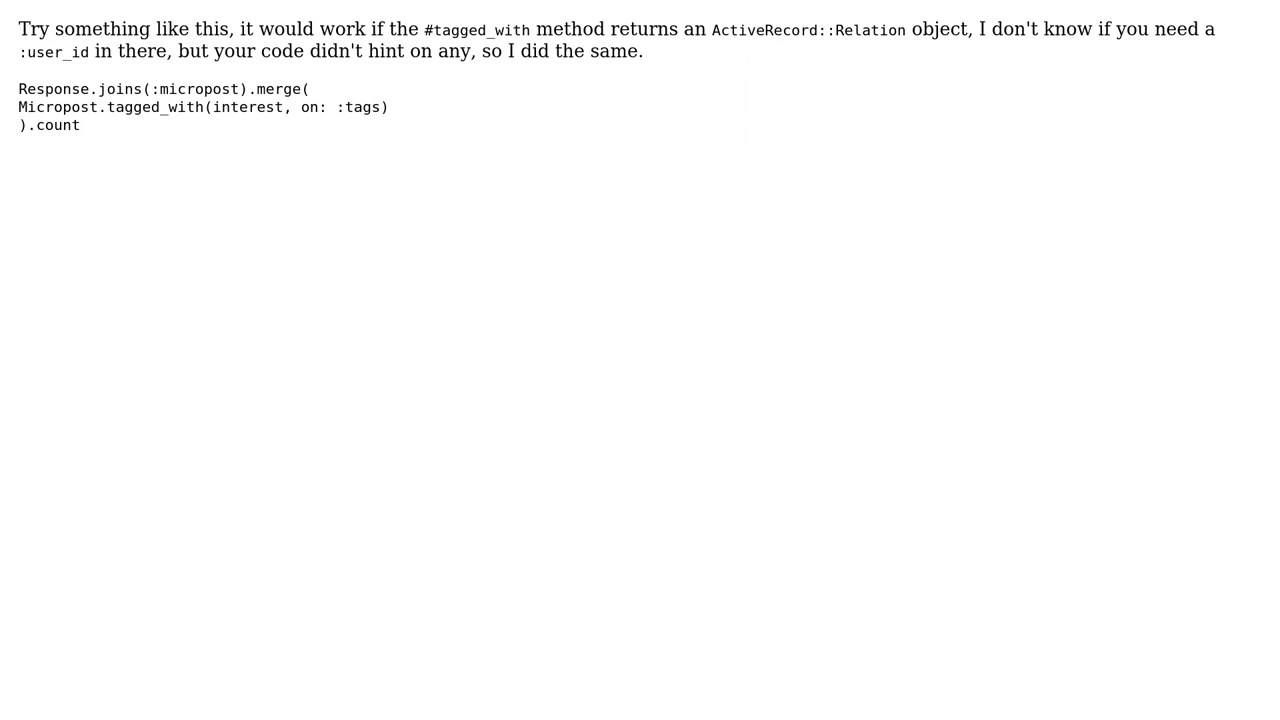 Try something like this, it would work if the #tagged_with method returns an ActiveRecord::Relation object, I don't know if you need a
:user_id in there, but your code didn't hint on any, so I did the same.
Response.joins(:micropost).merge(
Micropost.tagged_with(interest, on: :tags)
).count